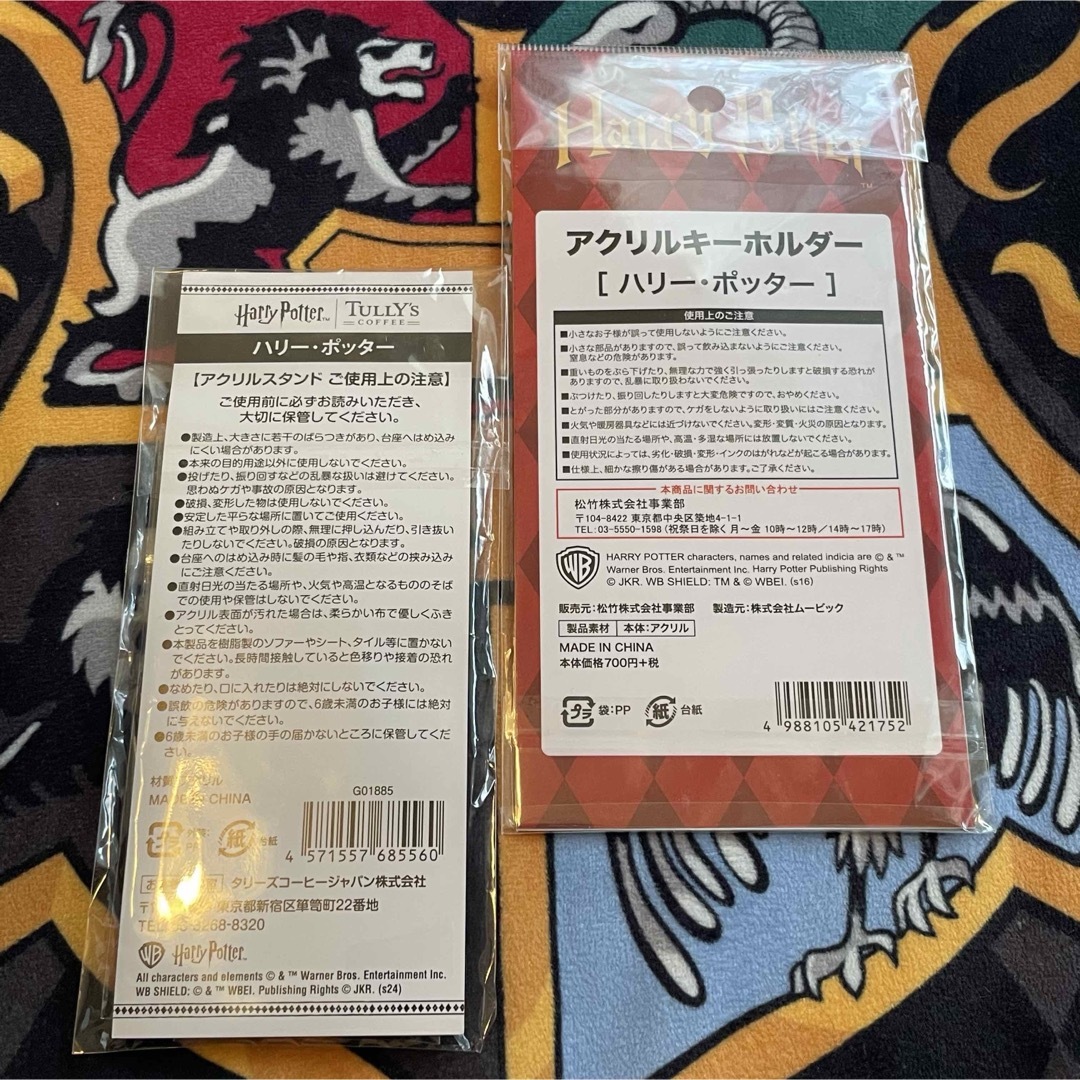 Harry Potter™ | TULLY'S COFFEE
ハリー・ポッター
【アクリルスタンド ご使用上の注意】
ご使用前に必ずお読みいただき、
大切に保管してください。
●製造上、大きさに若干のばらつきがあり、台座へはめ込み
にくい場合があります。
●本来の目的用途以外に使用しないでください。
●投げたり、振り回すなどの乱暴な扱いは避けてください。
思わぬケガや事故の原因となります。
●破損、変形した物は使用しないでください。
●安定した平らな場所に置いてご使用ください。
●組み立てや取り外しの際、無理に押し込んだり、引き抜い
たりしないでください。破損の原因となります。
●台座へのはめ込み時に髪の毛や指、衣類などの挟み込み
にご注意ください。
●直射日光の当たる場所や、火気や高温となるもののそば
での使用や保管はしないでください。
●アクリル表面が汚れた場合は、柔らかい布で優しくふき
とってください。
●本製品を樹脂製のソファーやシート、タイル等に置かない
でください。長時間接触していると色移りや接着の恐れ
があります。
●なめたり、口に入れたりは絶対にしないでください。
●誤飲の危険がありますので、6歳未満のお子様には絶対
に与えないでください。
●6歳未満のお子様の手の届かないところに保管してくだ
さい。
材質 リル
MADE IN CHINA
G01885
プラ
紙 台紙
4 571557 685560
タリーズコーヒージャパン株式会社
〒 東京都新宿区箪笥町22番地
TEL 3268-8320
WB Harry Potter™
All characters and elements © & ™ Warner Bros. Entertainment Inc.
WB SHIELD: © & ™ WBEI. Publishing Rights © JKR. (s24)
Harry Potter™
アクリルキーホルダー
[ ハリー・ポッター ]
使用上のご注意
■小さなお子様が誤って使用しないようにご注意ください。
■小さな部品がありますので、誤って飲み込まないようにご注意ください。
窒息などの危険があります。
■重いものをぶら下げたり、無理な力で強く引っ張ったりしますと破損する恐れが
ありますので、乱暴に取り扱わないでください。
■ぶつけたり、振り回したりしますと大変危険ですので、おやめください。
■とがった部分がありますので、ケガをしないように取り扱いにはご注意ください。
■火気や暖房器具などには近づけないでください。変形・変質・火災の原因となります。
■直射日光の当たる場所や、高温・多湿な場所には放置しないでください。
■使用状況によっては、劣化・破損・変形・インクのはがれなどが起こる場合があります。
■仕様上、細かな擦り傷がある場合があります。ご了承ください。
本商品に関するお問い合わせ
松竹株式会社事業部
〒104-8422 東京都中央区築地4-1-1
TEL:03-5550-1598 (祝祭日を除く 月〜金 10時〜12時/14時〜17時)
WB
HARRY POTTER characters, names and related indicia are © & ™
Warner Bros. Entertainment Inc. Harry Potter Publishing Rights
© JKR. WB SHIELD: TM & © WBEI. (s16)
販売元:松竹株式会社事業部 製造元:株式会社ムービック
製品素材 本体:アクリル
MADE IN CHINA
本体価格700円+税
プラ 袋:PP 紙 台紙
4 988105 421752